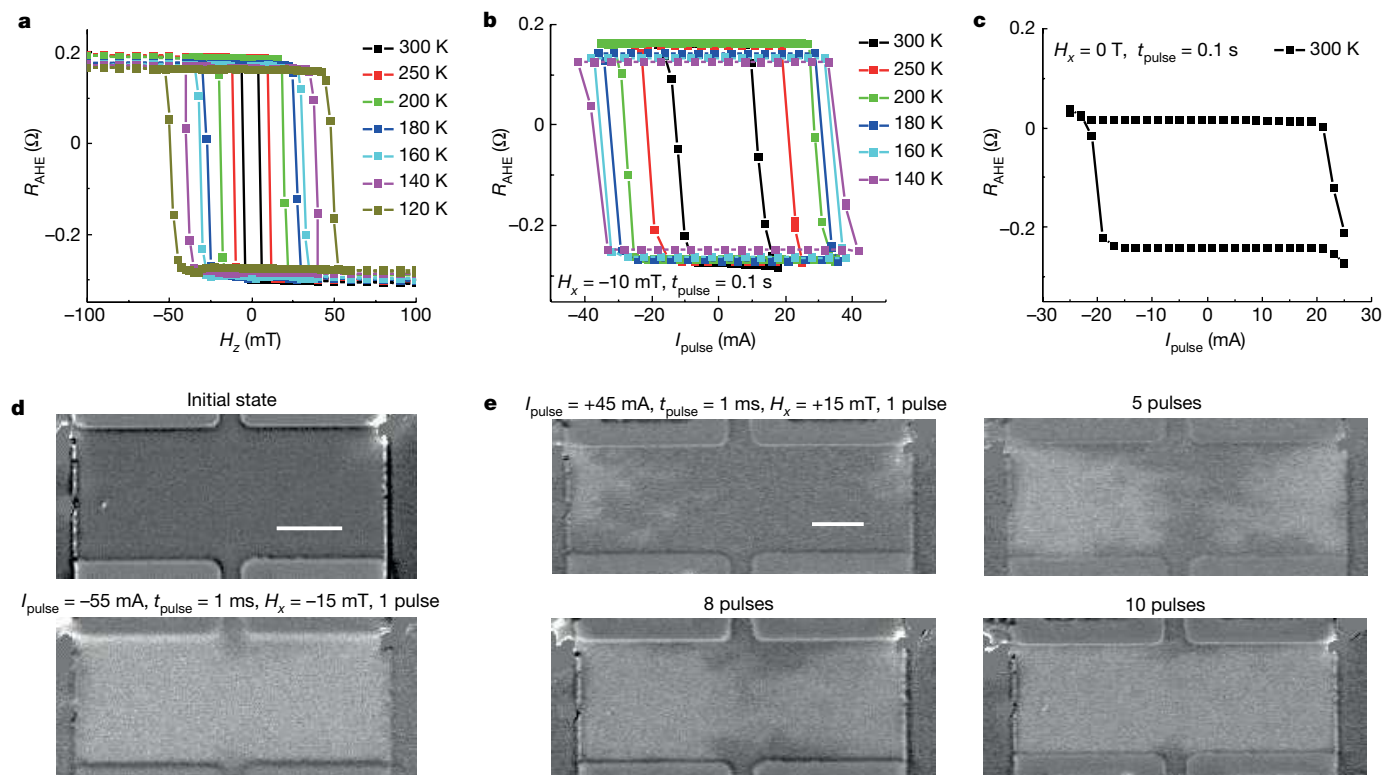 a
0.2
0
−0.2
R_AHE (Ω)
−100
−50
0
50
100
H_z (mT)
300 K
250 K
200 K
180 K
160 K
140 K
120 K
b
0.2
0
−0.2
R_AHE (Ω)
H_x = −10 mT, t_pulse = 0.1 s
−40
−20
0
20
40
I_pulse (mA)
300 K
250 K
200 K
180 K
160 K
140 K
c
0.2
0
−0.2
R_AHE (Ω)
H_x = 0 T, t_pulse = 0.1 s
300 K
−30
−20
−10
0
10
20
30
I_pulse (mA)
d
Initial state
I_pulse = −55 mA, t_pulse = 1 ms, H_x = −15 mT, 1 pulse
e
I_pulse = +45 mA, t_pulse = 1 ms, H_x = +15 mT, 1 pulse
5 pulses
8 pulses
10 pulses